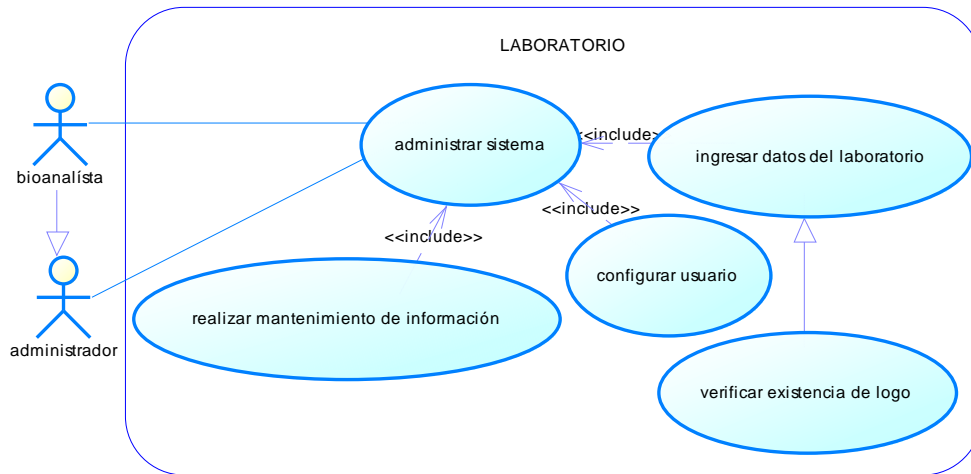 LABORATORIO
administrar sistema
<<include>
ingresar datos del laboratorio
bioanalísta
<<include>>
<<include>>
configurar usuario
realizar mantenimiento de información
administrador
verificar existencia de logo